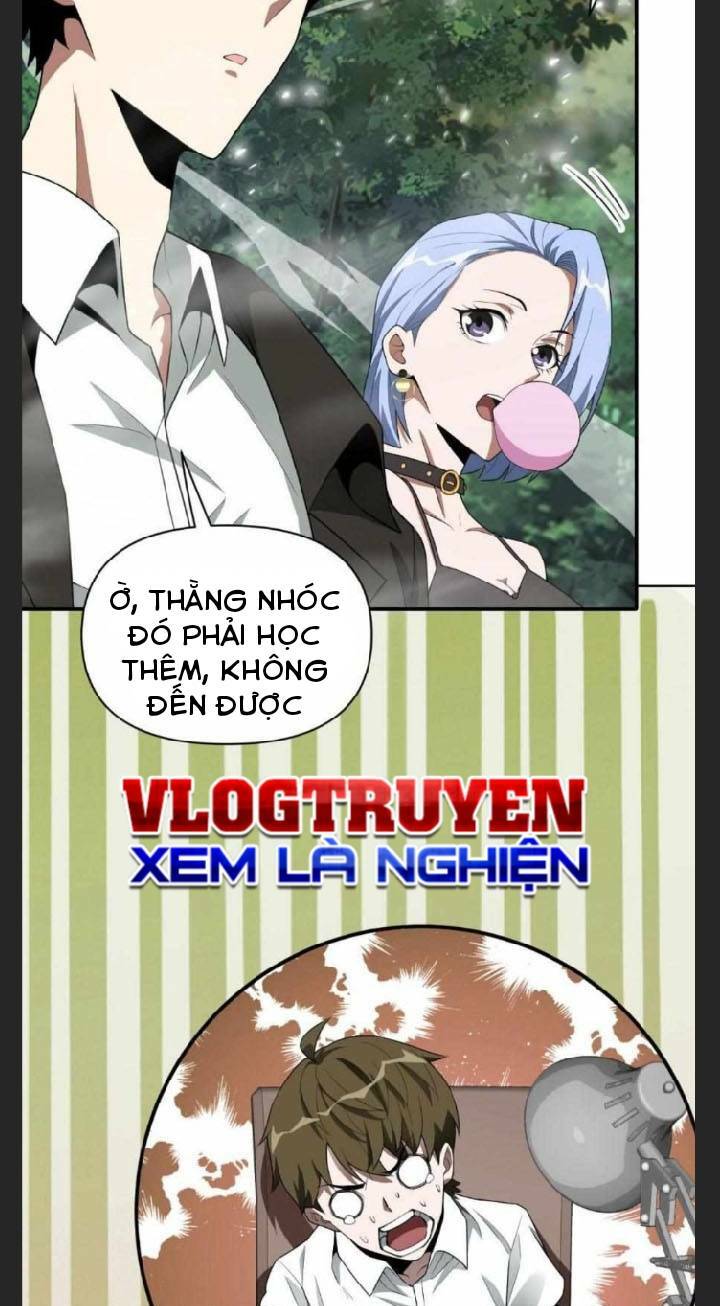 Ờ, THẰNG NHÓC
ĐÓ PHẢI HỌC
THÊM, KHÔNG
ĐẾN ĐƯỢC
VLOGTRUYEN
XEM LÀ NGHIỆN